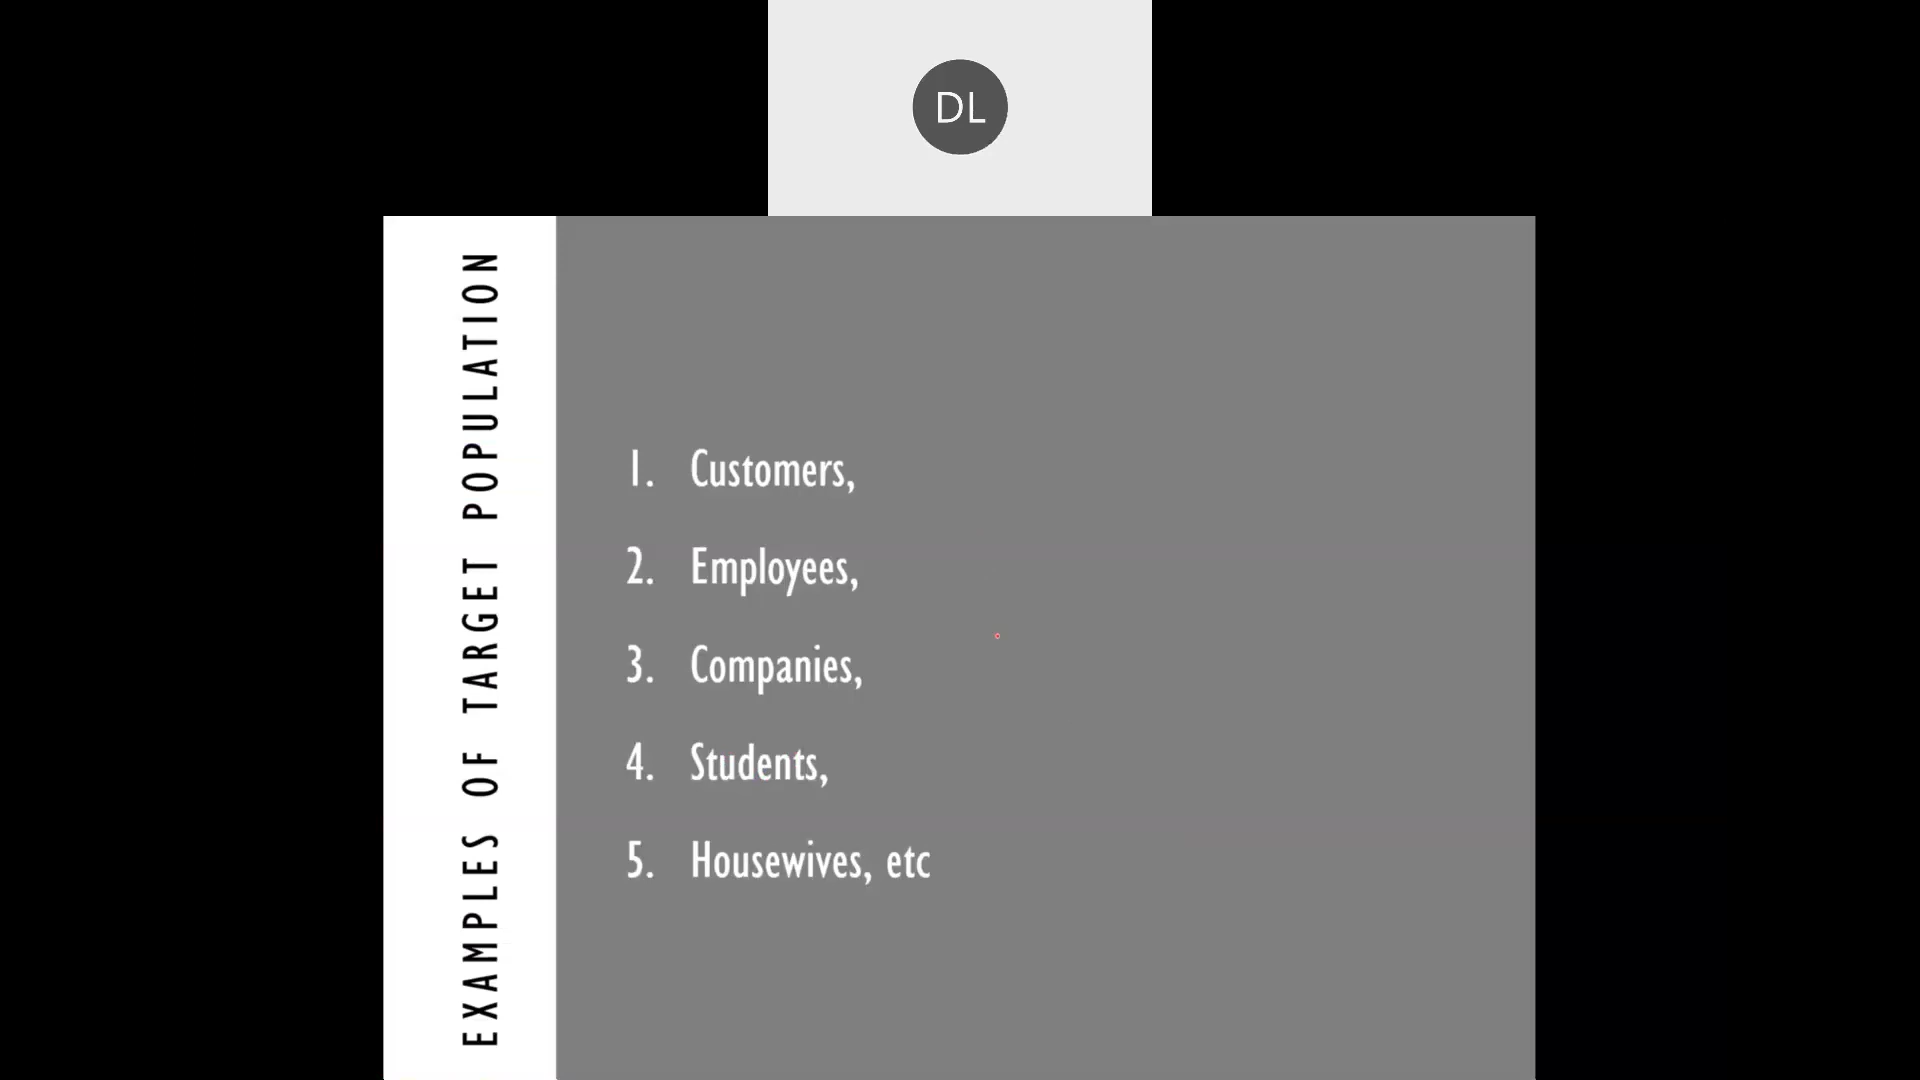 DL
EXAMPLES OF TARGET POPULATION
1. Customers,
2. Employees,
3. Companies,
4. Students,
5. Housewives, etc